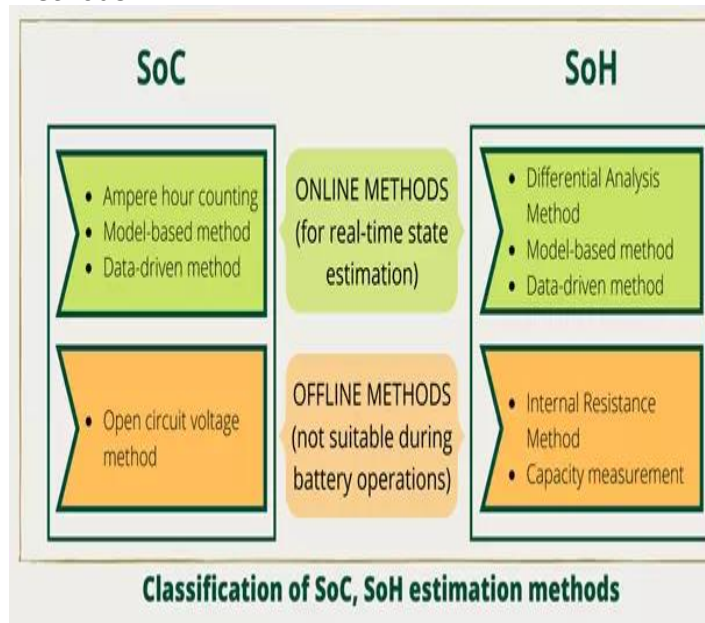 SoC
SoH
• Ampere hour counting
• Model-based method
• Data-driven method
ONLINE METHODS
(for real-time state
estimation)
• Differential Analysis
Method
• Model-based method
• Data-driven method
• Open circuit voltage
method
OFFLINE METHODS
(not suitable during
battery operations)
• Internal Resistance
Method
• Capacity measurement
Classification of SoC, SoH estimation methods